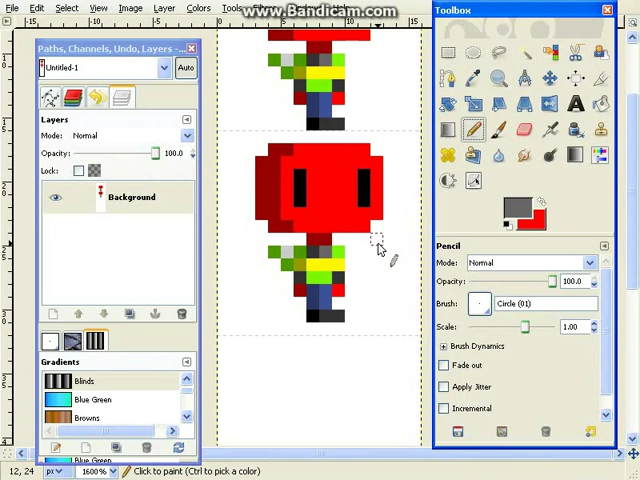 File Edit Select View Image Layer Colors
www.Bandicam.com
Toolbox
Paths, Channels, Undo, Layers -...
Untitled-1
Auto
Layers
Mode: Normal
Opacity: 100.0
Lock:
Background
Gradients
Blinds
Blue Green
Browns
Blue Green
Pencil
Mode: Normal
Opacity: 100.0
Brush: Circle (01)
Scale: 1.00
Brush Dynamics
Fade out
Apply Jitter
Incremental
12, 24 px 1600% Click to paint (Ctrl to pick a color)